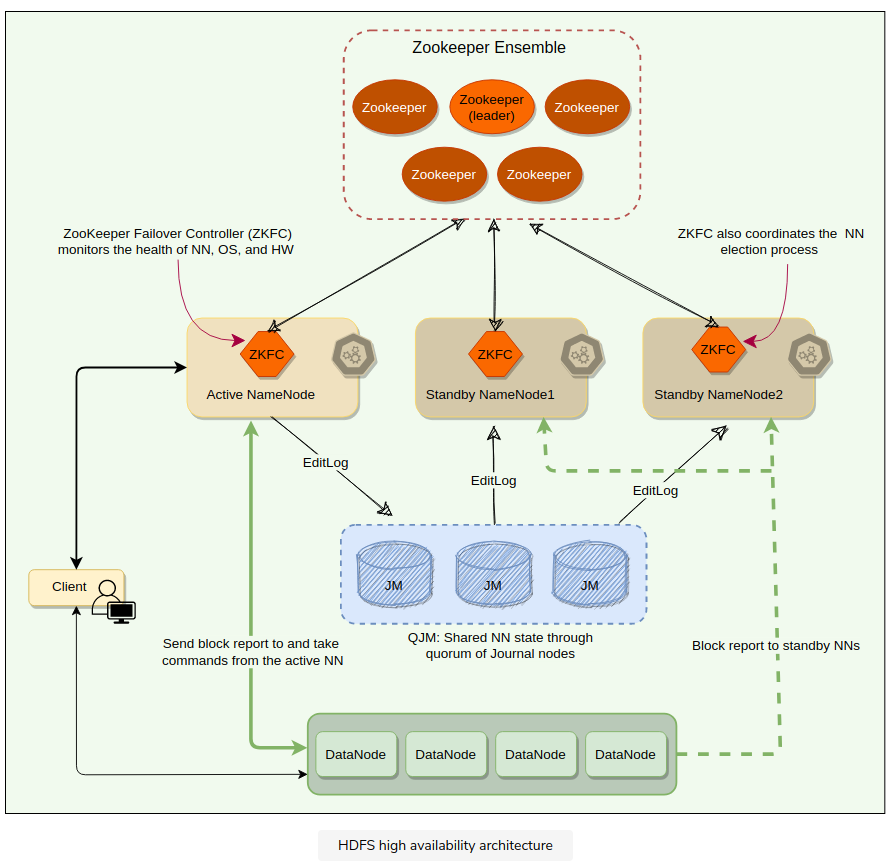 Zookeeper Ensemble
Zookeeper
Zookeeper
(leader)
Zookeeper
Zookeeper
Zookeeper
ZooKeeper Failover Controller (ZKFC)
monitors the health of NN, OS, and HW
ZKFC also coordinates the NN
election process
ZKFC
Active NameNode
ZKFC
Standby NameNode1
ZKFC
Standby NameNode2
EditLog
EditLog
EditLog
Client
JM
JM
JM
QJM: Shared NN state through
quorum of Journal nodes
Send block report to and take
commands from the active NN
Block report to standby NNs
DataNode
DataNode
DataNode
DataNode
HDFS high availability architecture